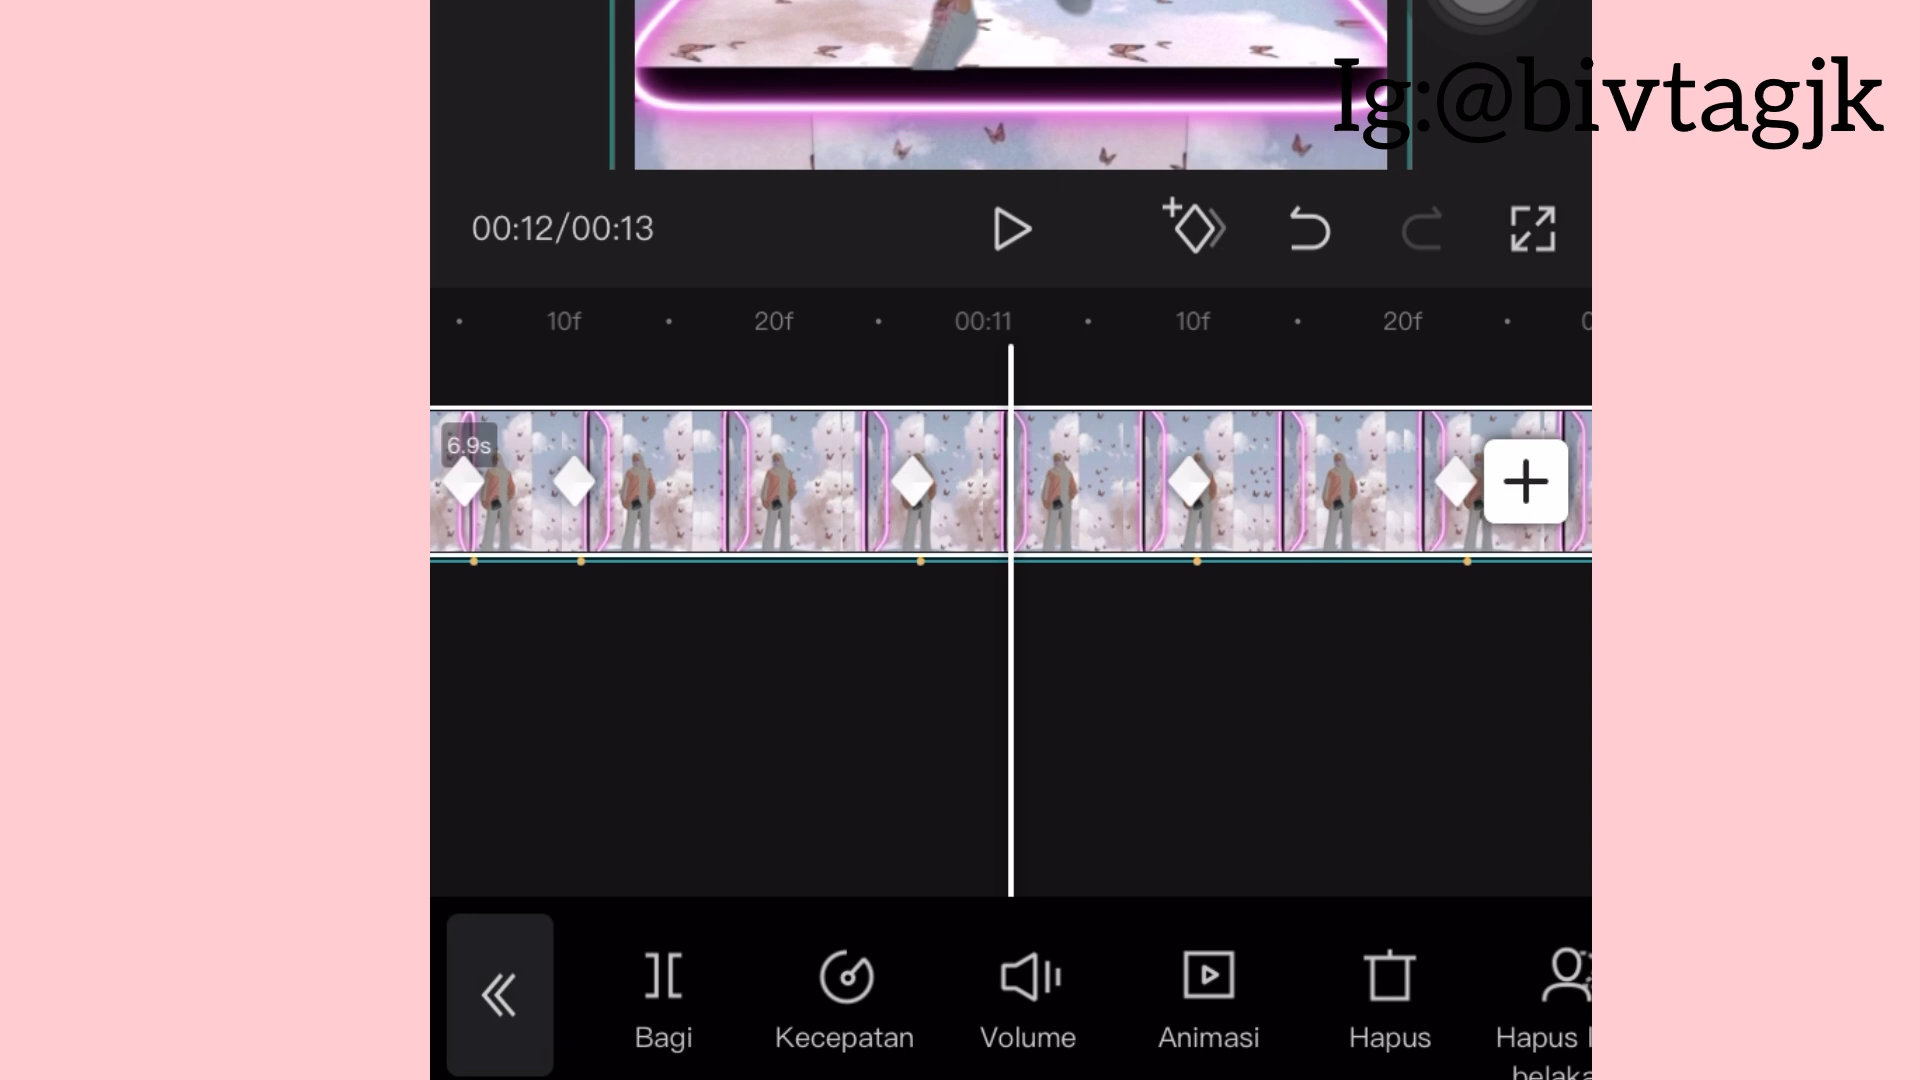 Ig:@bivtagjk
00:12/00:13
10f 20f 00:11 10f 20f
6.9s
Bagi Kecepatan Volume Animasi Hapus Hapus